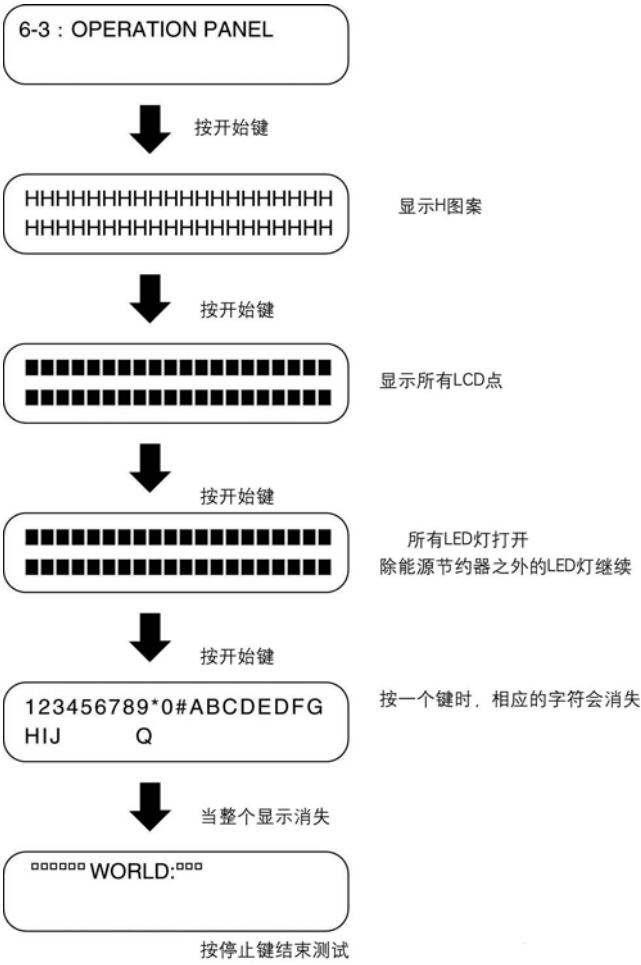 6-3 : OPERATION PANEL
按开始键
HHHHHHHHHHHHHHHHHHHH
HHHHHHHHHHHHHHHHHHHH
显示H图案
按开始键
■■■■■■■■■■■■■■■■■■■■
■■■■■■■■■■■■■■■■■■■■
显示所有LCD点
按开始键
■■■■■■■■■■■■■■■■■■■■
■■■■■■■■■■■■■■■■■■■■
所有LED灯打开
除能源节约器之外的LED灯继续
按开始键
123456789*0#ABCDEDFG
HIJ Q
按一个键时，相应的字符会消失
当整个显示消失
▫▫▫▫▫▫ WORLD:▫▫▫
按停止键结束测试